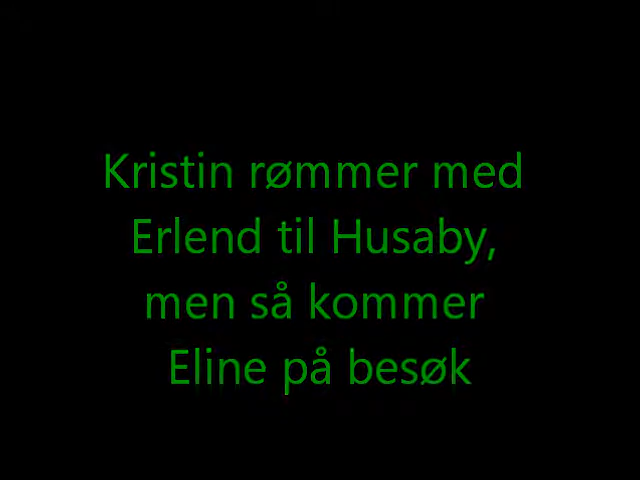 Kristin rømmer med
Erlend til Husaby,
men så kommer
Eline på besøk